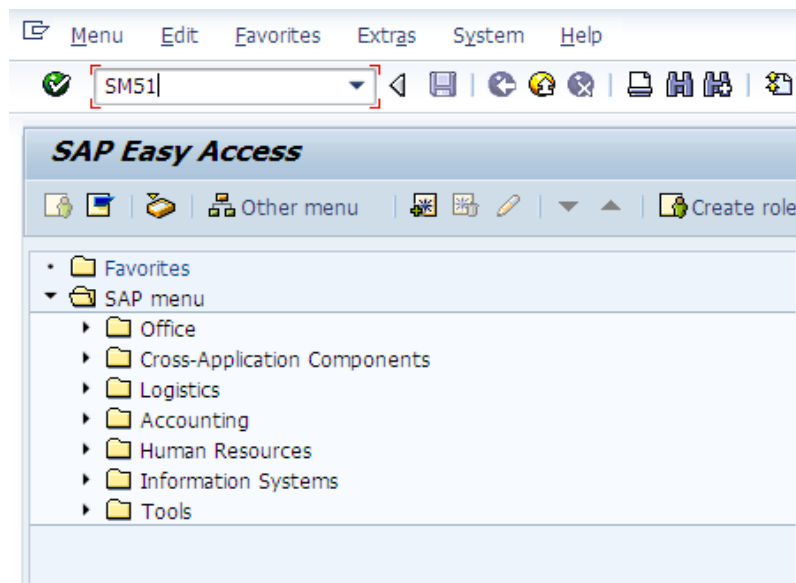 Menu Edit Favorites Extras System Help
SM51
SAP Easy Access
Other menu Create role
Favorites
SAP menu
Office
Cross-Application Components
Logistics
Accounting
Human Resources
Information Systems
Tools